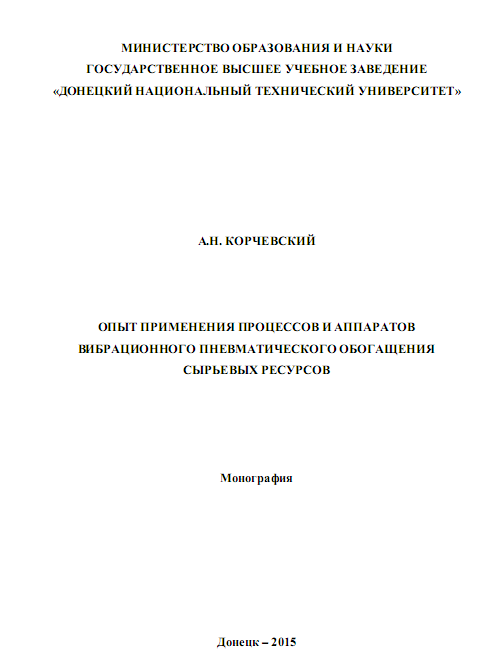 МИНИСТЕРСТВО ОБРАЗОВАНИЯ И НАУКИ
ГОСУДАРСТВЕННОЕ ВЫСШЕЕ УЧЕБНОЕ ЗАВЕДЕНИЕ
«ДОНЕЦКИЙ НАЦИОНАЛЬНЫЙ ТЕХНИЧЕСКИЙ УНИВЕРСИТЕТ»
А.Н. КОРЧЕВСКИЙ
ОПЫТ ПРИМЕНЕНИЯ ПРОЦЕССОВ И АППАРАТОВ
ВИБРАЦИОННОГО ПНЕВМАТИЧЕСКОГО ОБОГАЩЕНИЯ
СЫРЬЕВЫХ РЕСУРСОВ
Монография
Донецк – 2015